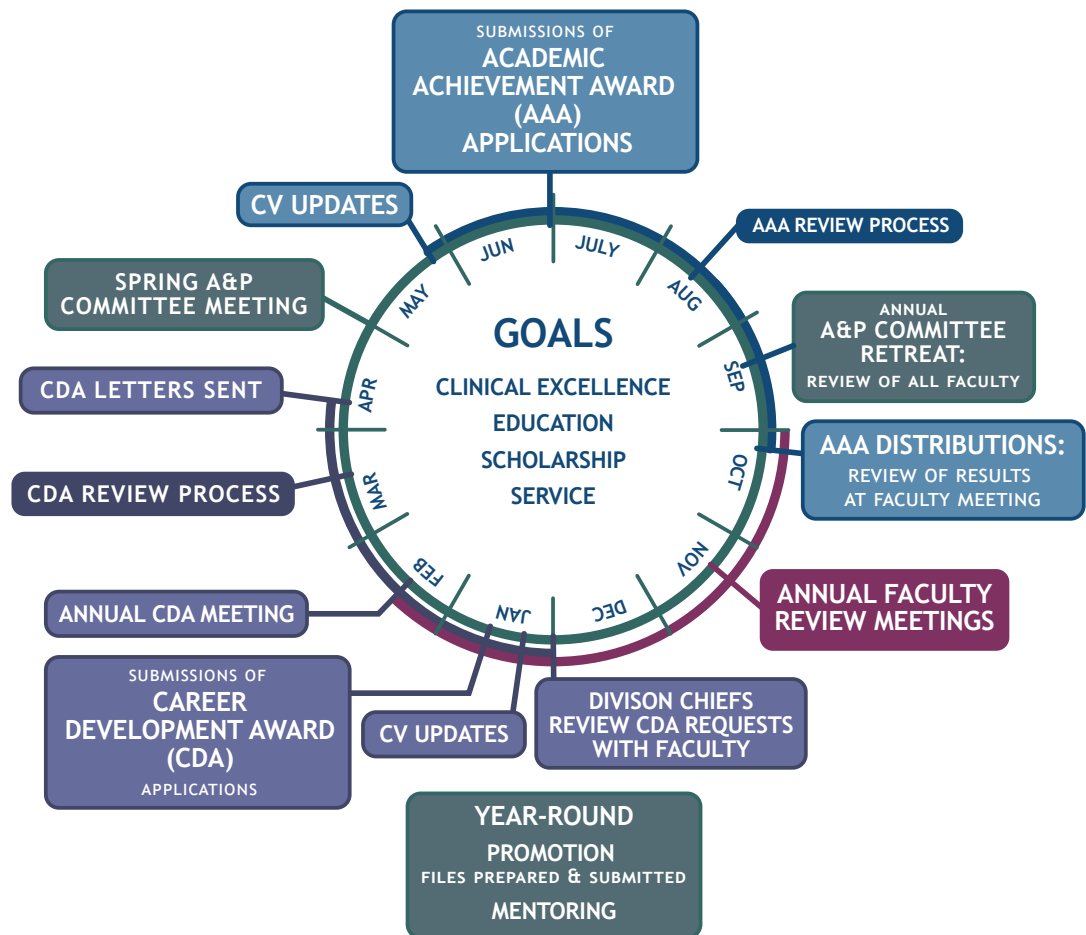 SUBMISSIONS OF
ACADEMIC
ACHIEVEMENT AWARD
(AAA)
APPLICATIONS
CV UPDATES
AAA REVIEW PROCESS
SPRING A&P
COMMITTEE MEETING
ANNUAL
A&P COMMITTEE
RETREAT:
REVIEW OF ALL FACULTY
CDA LETTERS SENT
AAA DISTRIBUTIONS:
REVIEW OF RESULTS
AT FACULTY MEETING
CDA REVIEW PROCESS
ANNUAL FACULTY
REVIEW MEETINGS
ANNUAL CDA MEETING
SUBMISSIONS OF
CAREER
DEVELOPMENT AWARD
(CDA)
APPLICATIONS
CV UPDATES
DIVISON CHIEFS
REVIEW CDA REQUESTS
WITH FACULTY
JULY
AUG
SEP
OCT
NOV
DEC
JAN
FEB
MAR
APR
MAY
JUN
GOALS
CLINICAL EXCELLENCE
EDUCATION
SCHOLARSHIP
SERVICE
YEAR-ROUND
PROMOTION
FILES PREPARED & SUBMITTED
MENTORING